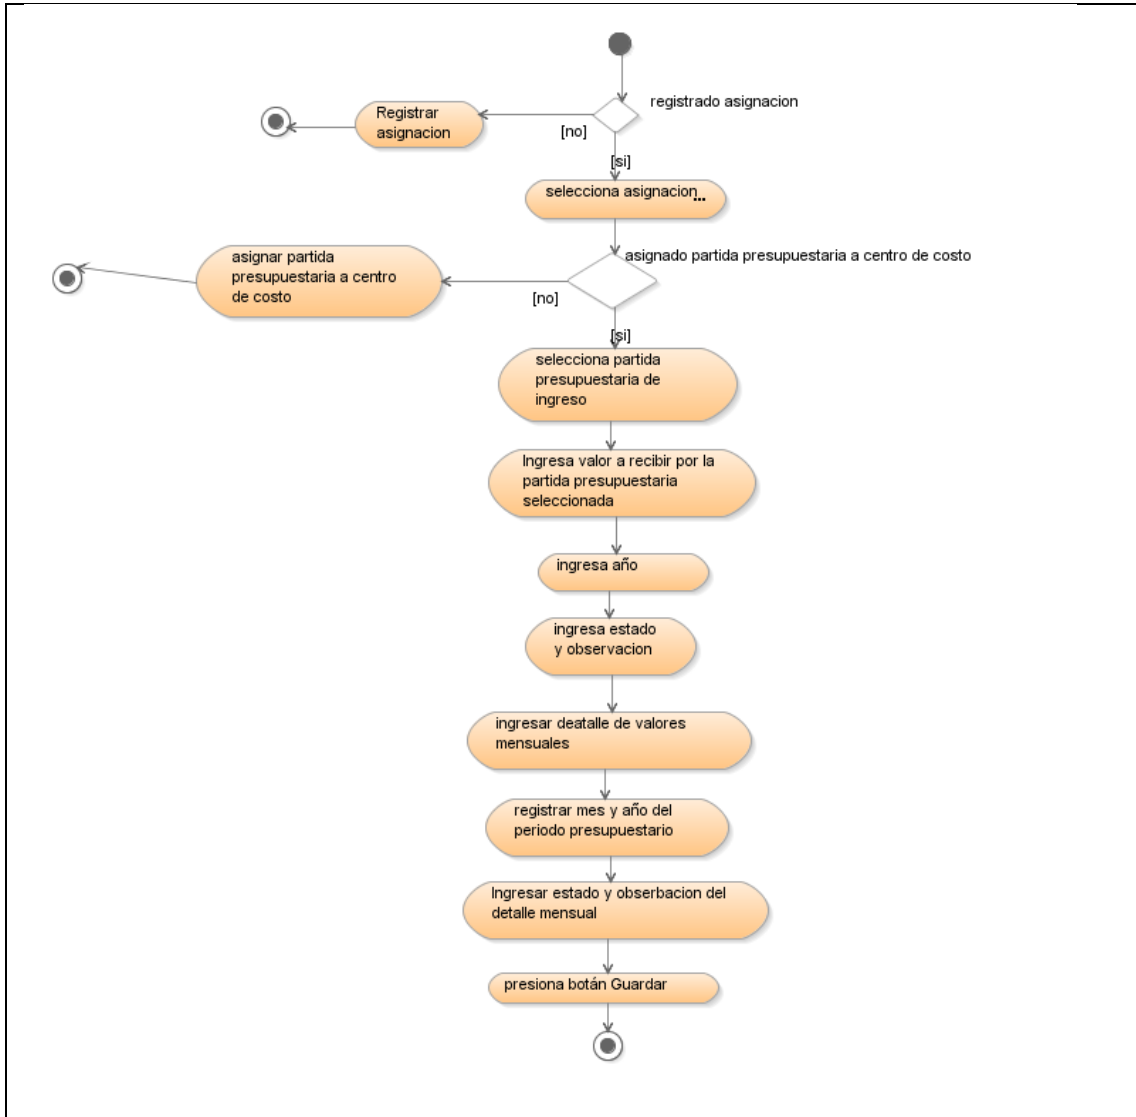 registrado asignacion
Registrar
asignacion
[no]
[si]
selecciona asignacion...
asignado partida presupuestaria a centro de costo
asignar partida
presupuestaria a centro
de costo
[no]
[si]
selecciona partida
presupuestaria de
ingreso
Ingresa valor a recibir por la
partida presupuestaria
seleccionada
ingresa año
ingresa estado
y observacion
ingresar deatalle de valores
mensuales
registrar mes y año del
periodo presupuestario
Ingresar estado y obserbacion del
detalle mensual
presiona botán Guardar